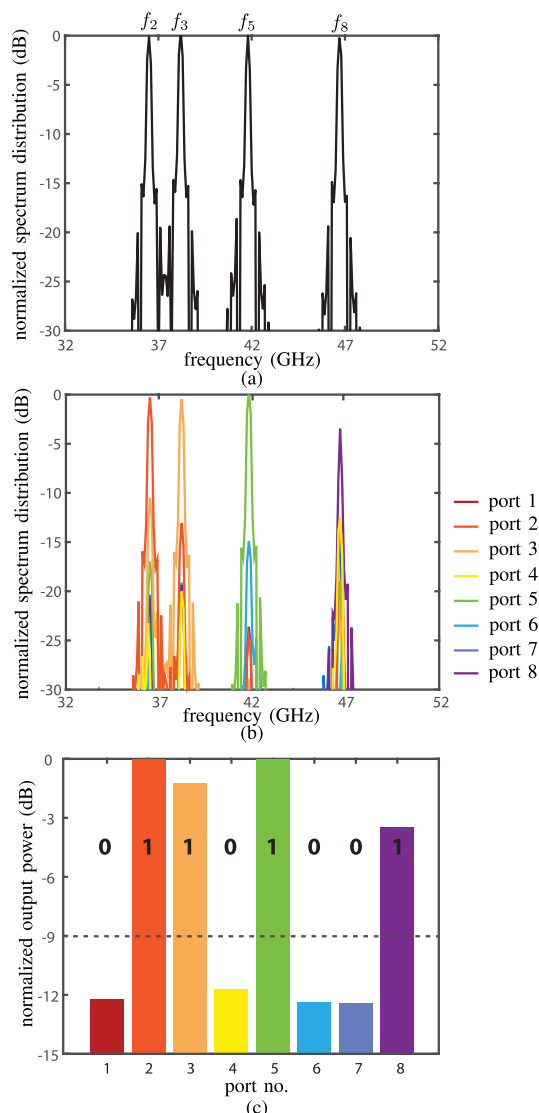 f2 f3 f5 f8
normalized spectrum distribution (dB)
0
-5
-10
-15
-20
-25
-30
32 37 42 47 52
frequency (GHz)
(a)
normalized spectrum distribution (dB)
0
-5
-10
-15
-20
-25
-30
32 37 42 47 52
frequency (GHz)
(b)
port 1
port 2
port 3
port 4
port 5
port 6
port 7
port 8
normalized output power (dB)
0
-3
-6
-9
-12
-15
0 1 1 0 1 0 0 1
1 2 3 4 5 6 7 8
port no.
(c)